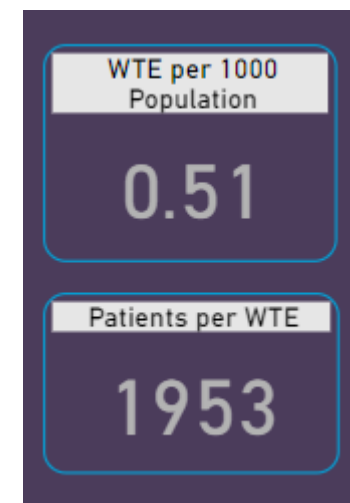 WTE per 1000
Population
0.51
Patients per WTE
1953